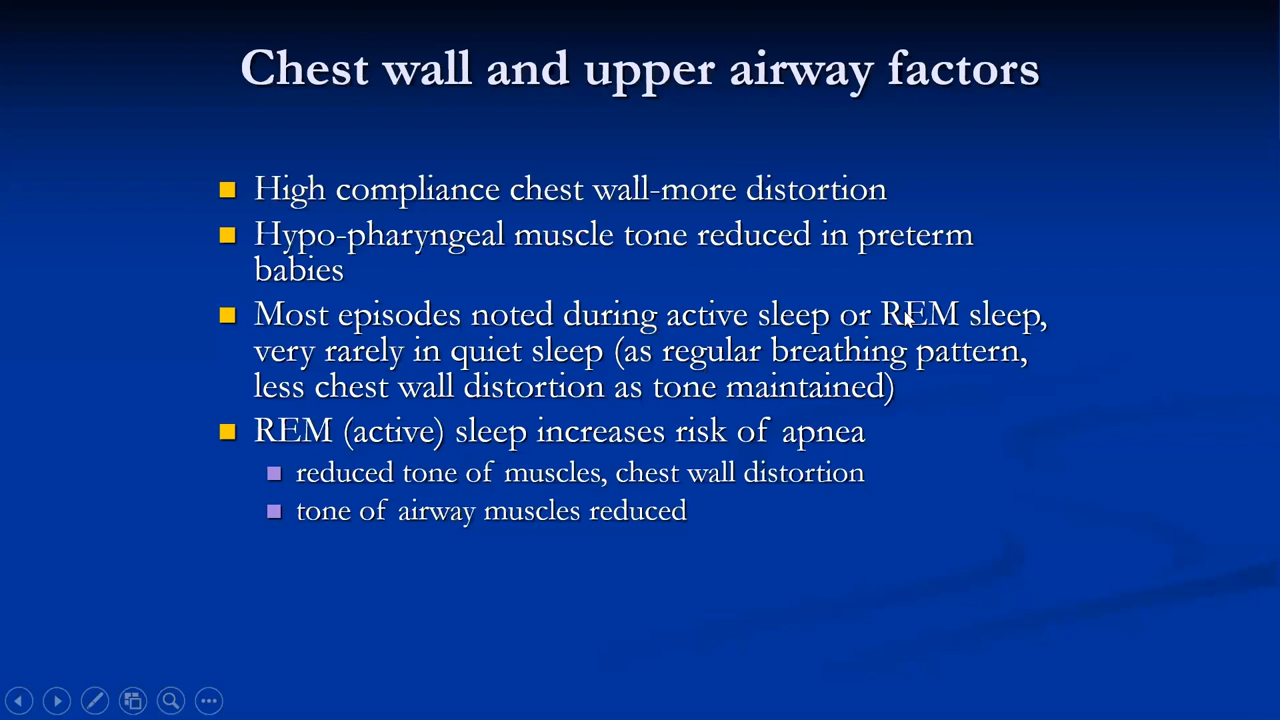 Chest wall and upper airway factors
High compliance chest wall-more distortion
Hypo-pharyngeal muscle tone reduced in preterm
babies
Most episodes noted during active sleep or REM sleep,
very rarely in quiet sleep (as regular breathing pattern,
less chest wall distortion as tone maintained)
REM (active) sleep increases risk of apnea
reduced tone of muscles, chest wall distortion
tone of airway muscles reduced